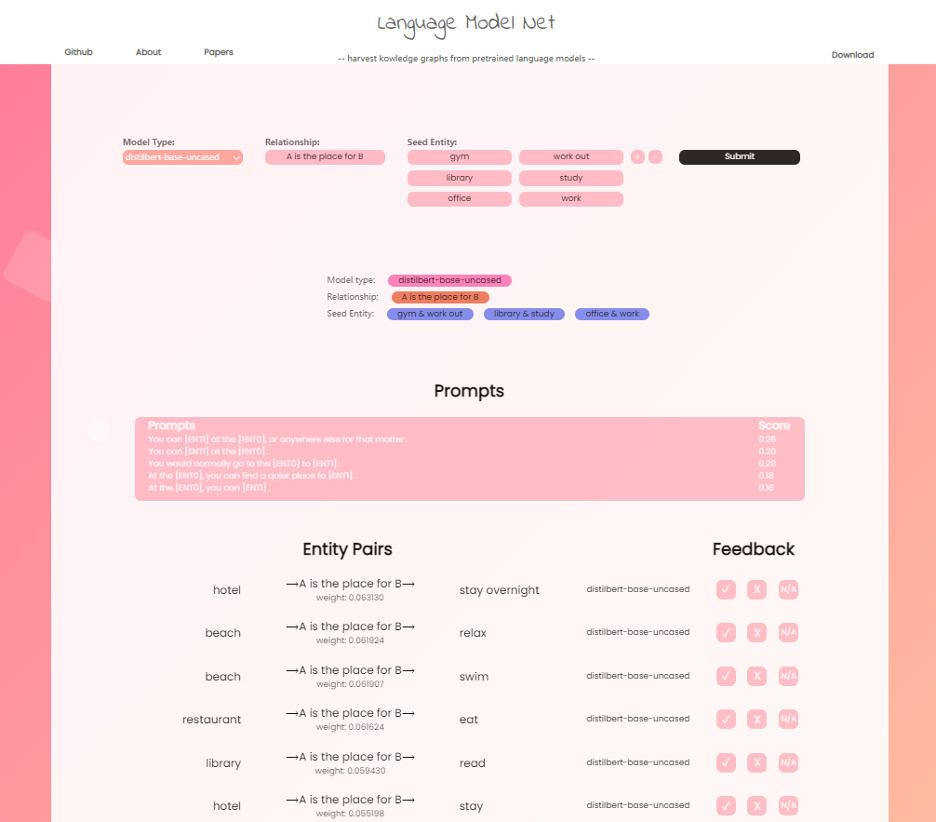 Language Model Net
Github About Papers
-- harvest kowledge graphs from pretrained language models --
Download
Model Type: Relationship: Seed Entity:
distilbert-base-uncased A is the place for B gym work out + - Submit
library study
office work
Model type: distilbert-base-uncased
Relationship: A is the place for B
Seed Entity: gym & work out library & study office & work
Prompts
Prompts Score
You can [ENT1] at the [ENT0], or anywhere else for that matter . 0.26
You can [ENT1] at the [ENT0] . 0.20
You would normally go to the [ENT0] to [ENT1] . 0.20
At the [ENT0], you can find a quiet place to [ENT1] . 0.18
At the [ENT0], you can [ENT1] . 0.16
Entity Pairs Feedback
hotel →A is the place for B→ stay overnight distilbert-base-uncased ✓ X N/A
weight: 0.063130
beach →A is the place for B→ relax distilbert-base-uncased ✓ X N/A
weight: 0.061924
beach →A is the place for B→ swim distilbert-base-uncased ✓ X N/A
weight: 0.061907
restaurant →A is the place for B→ eat distilbert-base-uncased ✓ X N/A
weight: 0.061624
library →A is the place for B→ read distilbert-base-uncased ✓ X N/A
weight: 0.059430
hotel →A is the place for B→ stay distilbert-base-uncased ✓ X N/A
weight: 0.055198